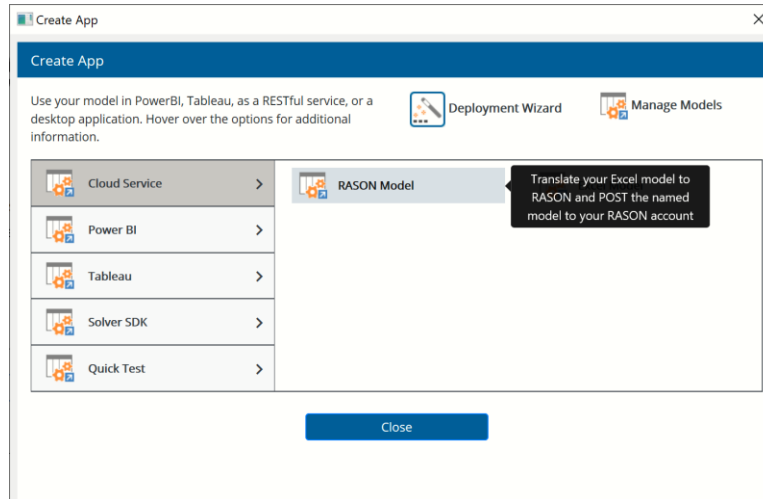 Create App
Create App
Use your model in PowerBI, Tableau, as a RESTful service, or a
desktop application. Hover over the options for additional
information.
Deployment Wizard
Manage Models
Cloud Service
RASON Model
Translate your Excel model to
RASON and POST the named
model to your RASON account
Power BI
Tableau
Solver SDK
Quick Test
Close